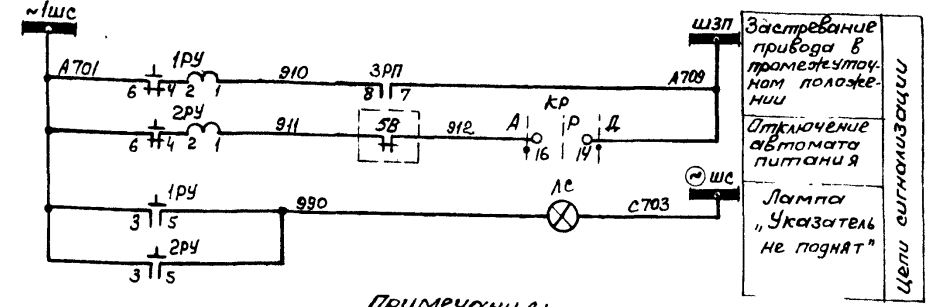 ~1шс
А701
1РУ
6 4 2 1
910
3РП
8 7
А709
ШЗП
2РУ
6 4 2 1
911
5В
912
КР
А Р Д
16 14
1РУ
3 5
990
ЛС
С703
~ шс
2РУ
3 5
Застревание
привода в
промежуточ-
ном положе-
нии
Отключение
автомата
питания
Лампа
„Указатель
не поднят"
Цепи сигнализации